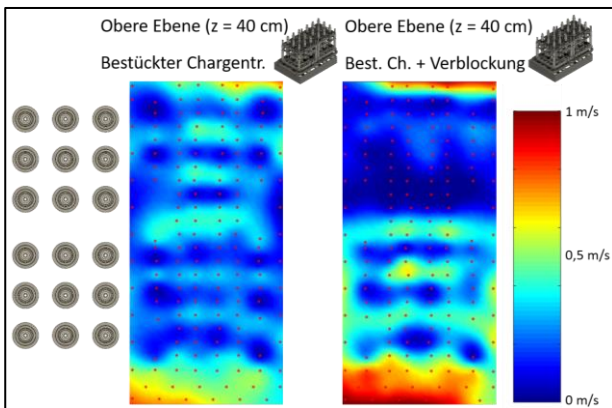 Obere Ebene (z = 40 cm)
Bestückter Chargentr.
Obere Ebene (z = 40 cm)
Best. Ch. + Verblockung
1 m/s
0,5 m/s
0 m/s